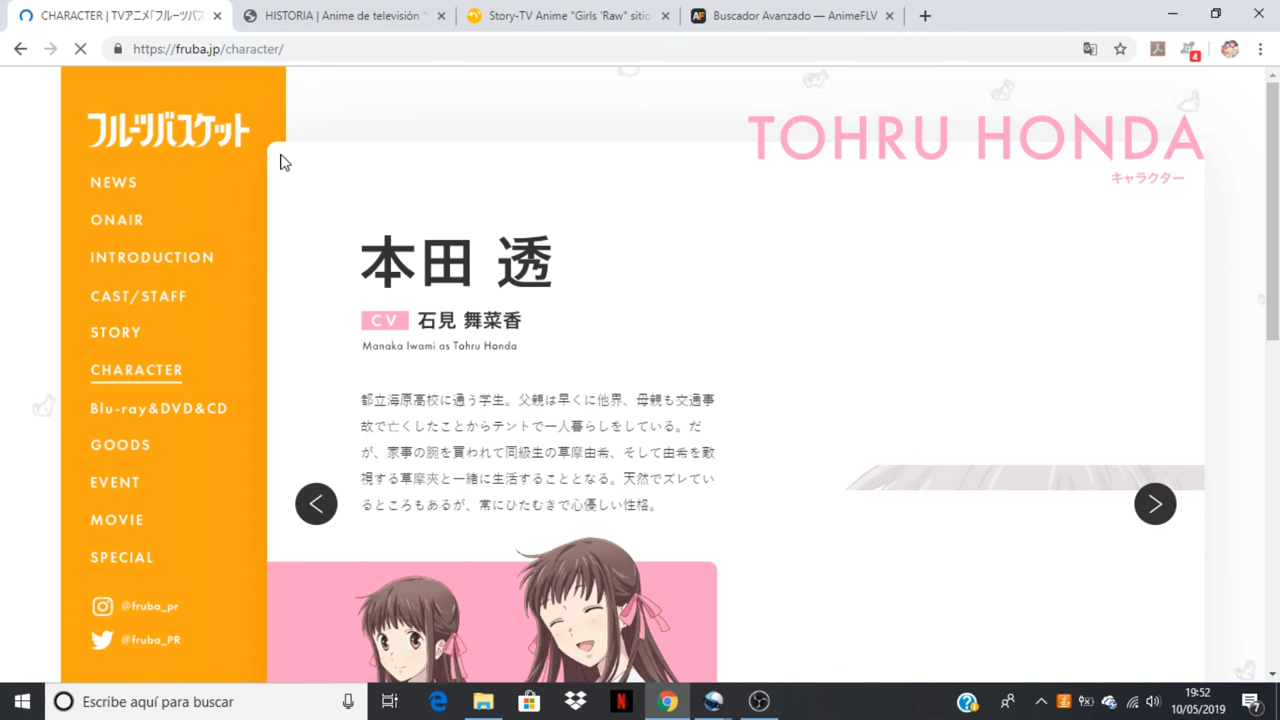 CHARACTER | TVアニメ「フルーツバス
HISTORIA | Anime de televisión "
Story-TV Anime "Girls 'Raw" sitio
Buscador Avanzado — AnimeFLV
https://fruba.jp/character/
4
フルーツバスケット
NEWS
ONAIR
INTRODUCTION
CAST/STAFF
STORY
CHARACTER
Blu-ray&DVD&CD
GOODS
EVENT
MOVIE
SPECIAL
@fruba_pr
@fruba_PR
TOHRU HONDA
キャラクター
本田 透
CV 石見 舞菜香
Manaka Iwami as Tohru Honda
都立海原高校に通う学生。父親は早くに他界、母親も交通事
故で亡くしたことからテントで一人暮らしをしている。だ
が、家事の腕を買われて同級生の草摩由希、そして由希を敵
視する草摩夾と一緒に生活することとなる。天然でズレてい
るところもあるが、常にひたむきで心優しい性格。
Escribe aquí para buscar
19:52
10/05/2019
7